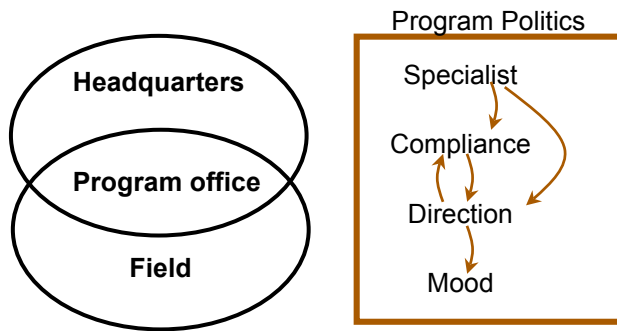 Headquarters
Program office
Field
Program Politics
Specialist
Compliance
Direction
Mood